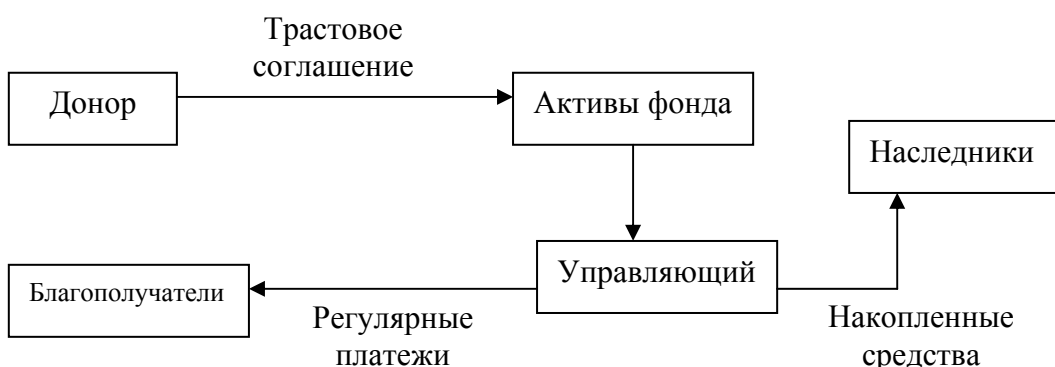 Трастовое
соглашение
Донор
Активы фонда
Наследники
Управляющий
Благополучатели
Регулярные
платежи
Накопленные
средства